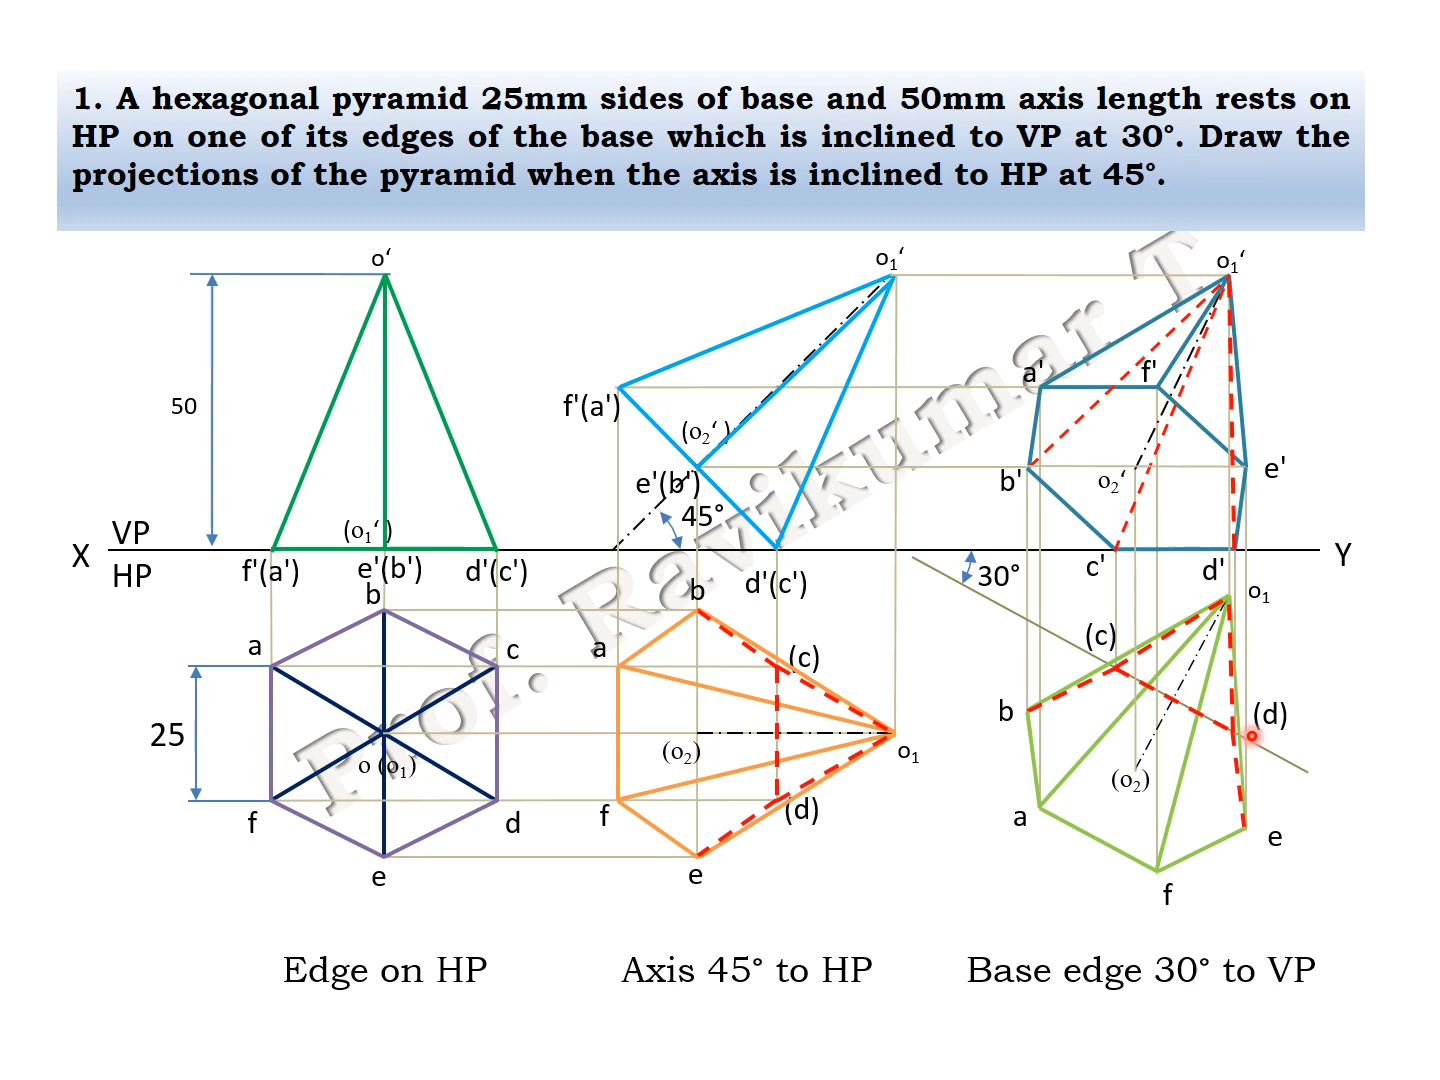 1. A hexagonal pyramid 25mm sides of base and 50mm axis length rests on
HP on one of its edges of the base which is inclined to VP at 30°. Draw the
projections of the pyramid when the axis is inclined to HP at 45°.
o‘
o₁‘
o₁‘
50
f'(a')
(o₂‘ )
a'
f'
e'(b')
b'
o₂‘
e'
45°
VP
(o₁‘ )
X
Y
HP
f'(a')
e'(b')
d'(c')
d'(c')
30°
c'
d'
b
b
o₁
a
c
a
(c)
(c)
25
o (o₁)
(o₂)
o₁
b
(d)
(o₂)
f
d
f
(d)
a
e
e
e
f
Prof. Ravikumar T
Edge on HP
Axis 45° to HP
Base edge 30° to VP